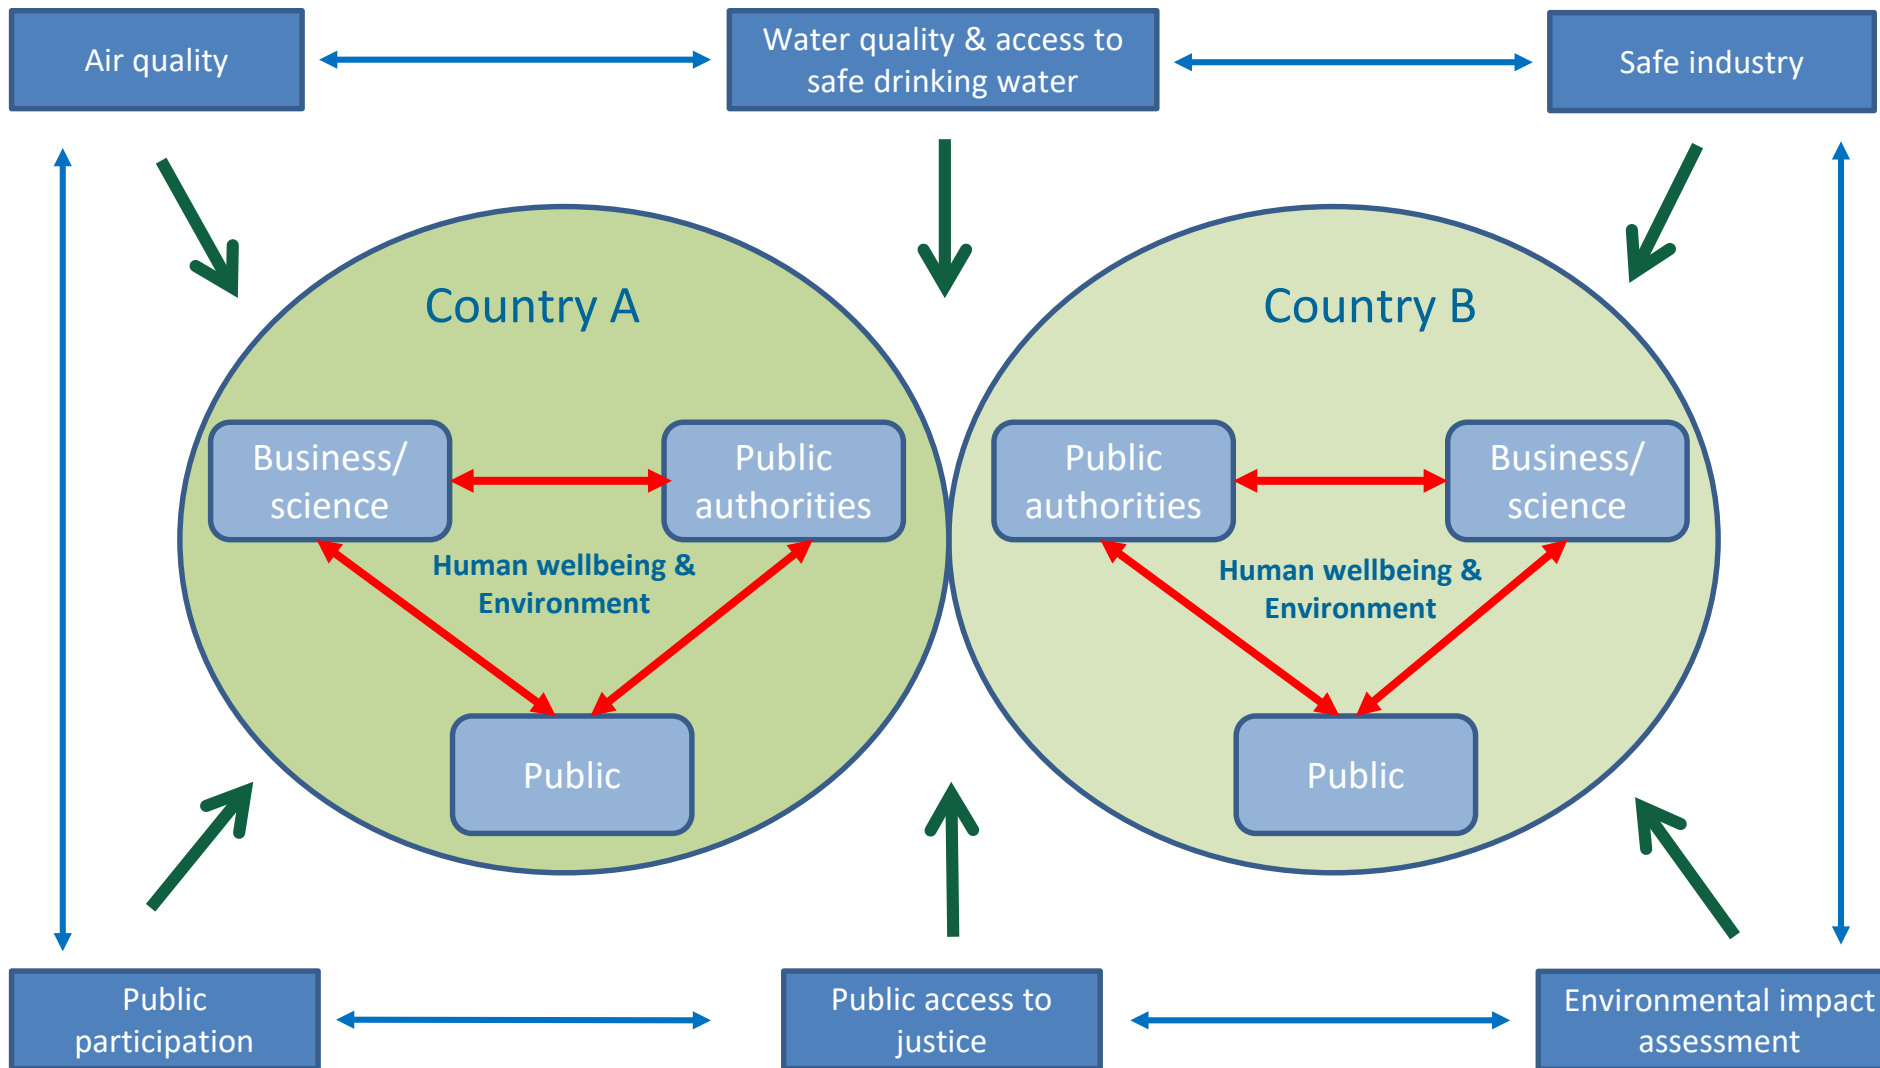 Air quality
Water quality & access to
safe drinking water
Safe industry
Country A
Country B
Business/
science
Public
authorities
Public
authorities
Business/
science
Human wellbeing &
Environment
Human wellbeing &
Environment
Public
Public
Public
participation
Public access to
justice
Environmental impact
assessment